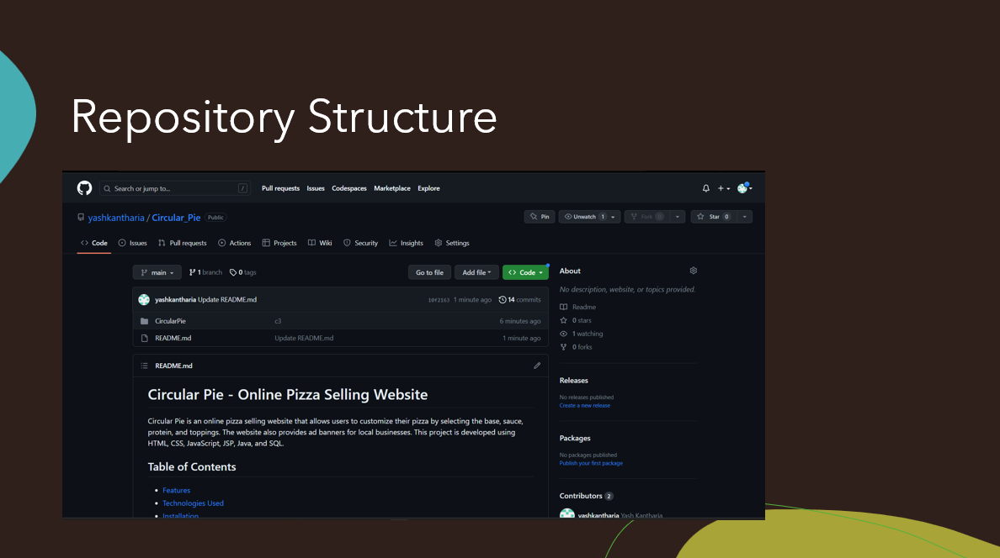 Repository Structure
Search or jump to... /
Pull requests Issues Codespaces Marketplace Explore
yashkantharia / Circular_Pie Public
Pin Unwatch 1 Fork 0 Star 0
Code Issues Pull requests Actions Projects Wiki Security Insights Settings
main 1 branch 0 tags Go to file Add file Code
yashkantharia Update README.md 10f2163 1 minute ago 14 commits
CircularPie c3 6 minutes ago
README.md Update README.md 1 minute ago
README.md
Circular Pie - Online Pizza Selling Website
Circular Pie is an online pizza selling website that allows users to customize their pizza by selecting the base, sauce,
protein, and toppings. The website also provides ad banners for local businesses. This project is developed using
HTML, CSS, JavaScript, JSP, Java, and SQL.
Table of Contents
Features
Technologies Used
Installation
About
No description, website, or topics provided.
Readme
0 stars
1 watching
0 forks
Releases
No releases published
Create a new release
Packages
No packages published
Publish your first package
Contributors 2
yashkantharia Yash Kantharia